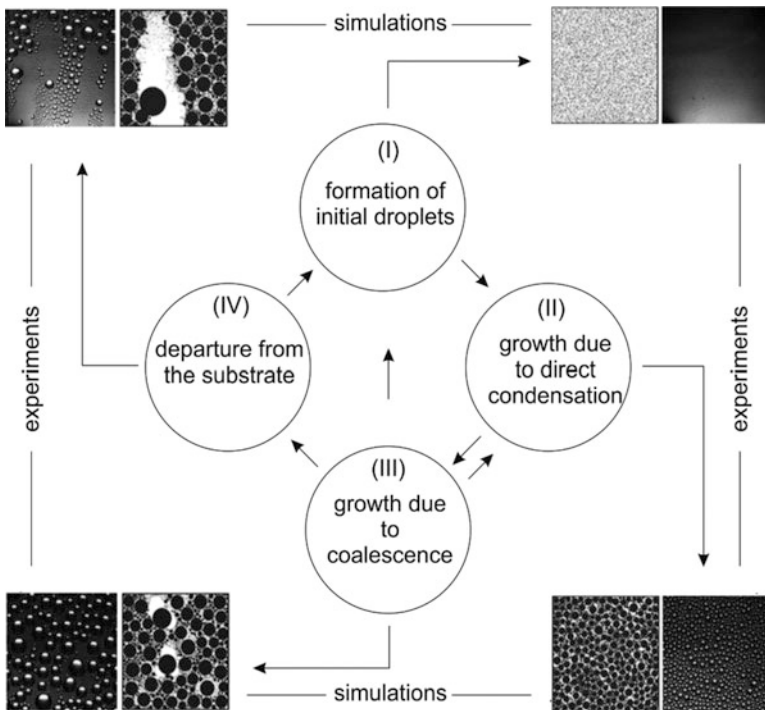 simulations
(I)
formation of
initial droplets
(IV)
departure from
the substrate
(II)
growth due
to direct
condensation
experiments
experiments
(III)
growth due
to
coalescence
simulations